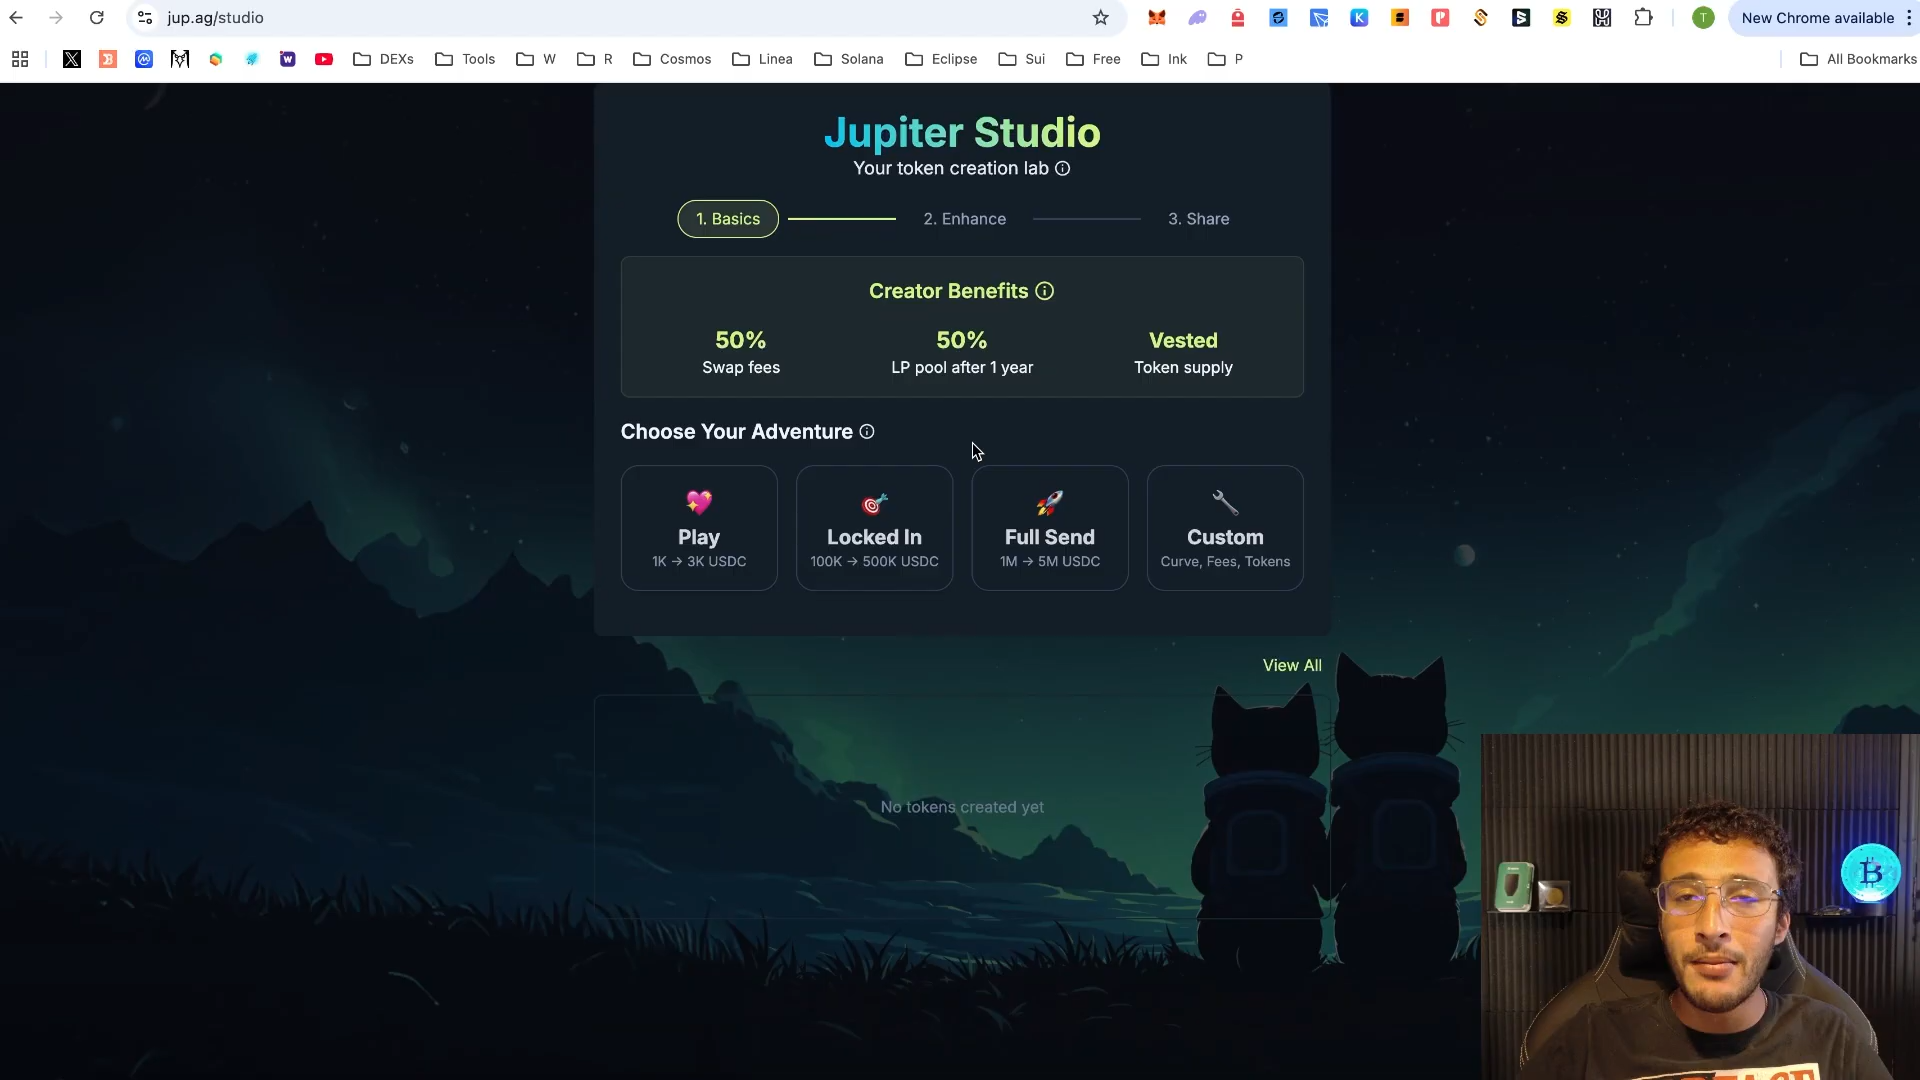 jup.ag/studio
T
New Chrome available
DEXs
Tools
W
R
Cosmos
Linea
Solana
Eclipse
Sui
Free
Ink
P
All Bookmarks
Jupiter Studio
Your token creation lab
1. Basics
2. Enhance
3. Share
Creator Benefits
50%
50%
Vested
Swap fees
LP pool after 1 year
Token supply
Choose Your Adventure
Play
Locked In
Full Send
Custom
1K → 3K USDC
100K → 500K USDC
1M → 5M USDC
Curve, Fees, Tokens
View All
No tokens created yet